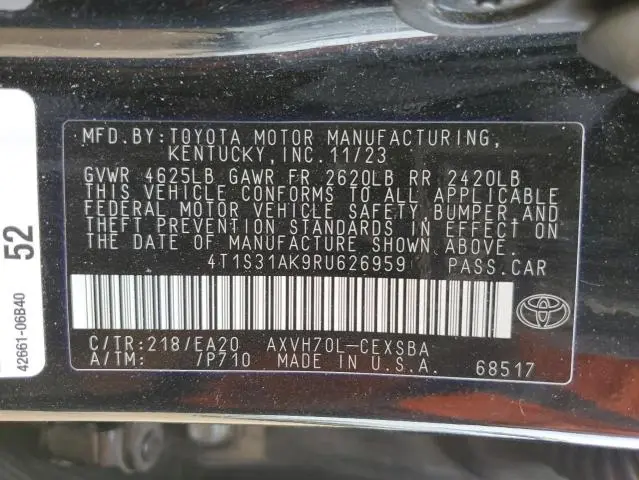 MFD.BY:TOYOTA MOTOR MANUFACTURING,
KENTUCKY,INC.11/23
GVWR 4625LB GAWR FR 2620LB RR 2420LB
THIS VEHICLE CONFORMS TO ALL APPLICABLE
FEDERAL MOTOR VEHICLE SAFETY,BUMPER,AND
THEFT PREVENTION STANDARDS IN EFFECT ON
THE DATE OF MANUFACTURE SHOWN ABOVE.
4T1S31AK9RU626959 PASS.CAR
C/TR:218/EA20 AXVH70L-CEXSBA
A/TM: /P710 MADE IN U.S.A. 68517
52
42661-06B40